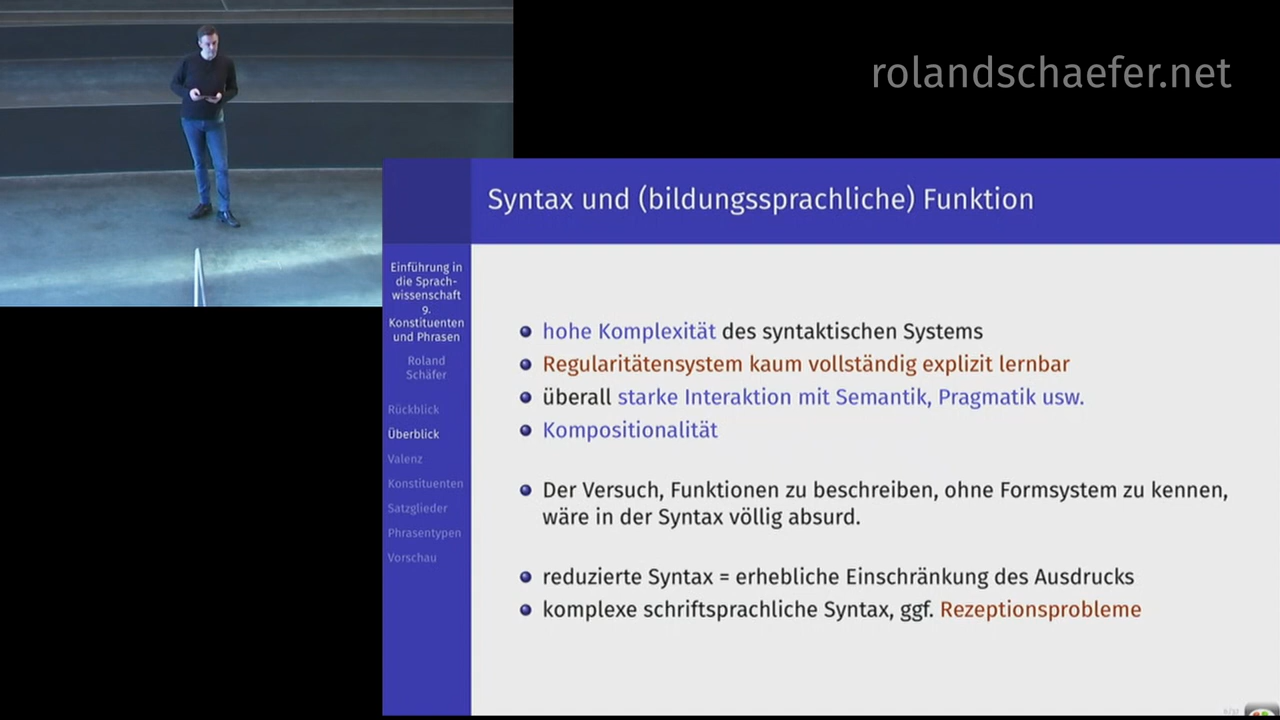 rolandschaefer.net
Syntax und (bildungssprachliche) Funktion
Einführung in
die Sprach-
wissenschaft
9.
Konstituenten
und Phrasen
Roland
Schäfer
Rückblick
Überblick
Valenz
Konstituenten
Satzglieder
Phrasentypen
Vorschau
hohe Komplexität des syntaktischen Systems
Regularitätensystem kaum vollständig explizit lernbar
überall starke Interaktion mit Semantik, Pragmatik usw.
Kompositionalität
Der Versuch, Funktionen zu beschreiben, ohne Formsystem zu kennen,
wäre in der Syntax völlig absurd.
reduzierte Syntax = erhebliche Einschränkung des Ausdrucks
komplexe schriftsprachliche Syntax, ggf. Rezeptionsprobleme